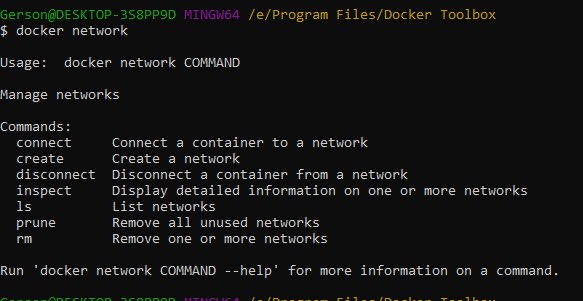 Gerson@DESKTOP-3S8PP9D MINGW64 /e/Program Files/Docker Toolbox
$ docker network

Usage:  docker network COMMAND

Manage networks

Commands:
  connect     Connect a container to a network
  create      Create a network
  disconnect  Disconnect a container from a network
  inspect     Display detailed information on one or more networks
  ls          List networks
  prune       Remove all unused networks
  rm          Remove one or more networks

Run 'docker network COMMAND --help' for more information on a command.

Gerson@DESKTOP-3S8PP9D MINGW64 /e/Program Files/Docker Toolbox